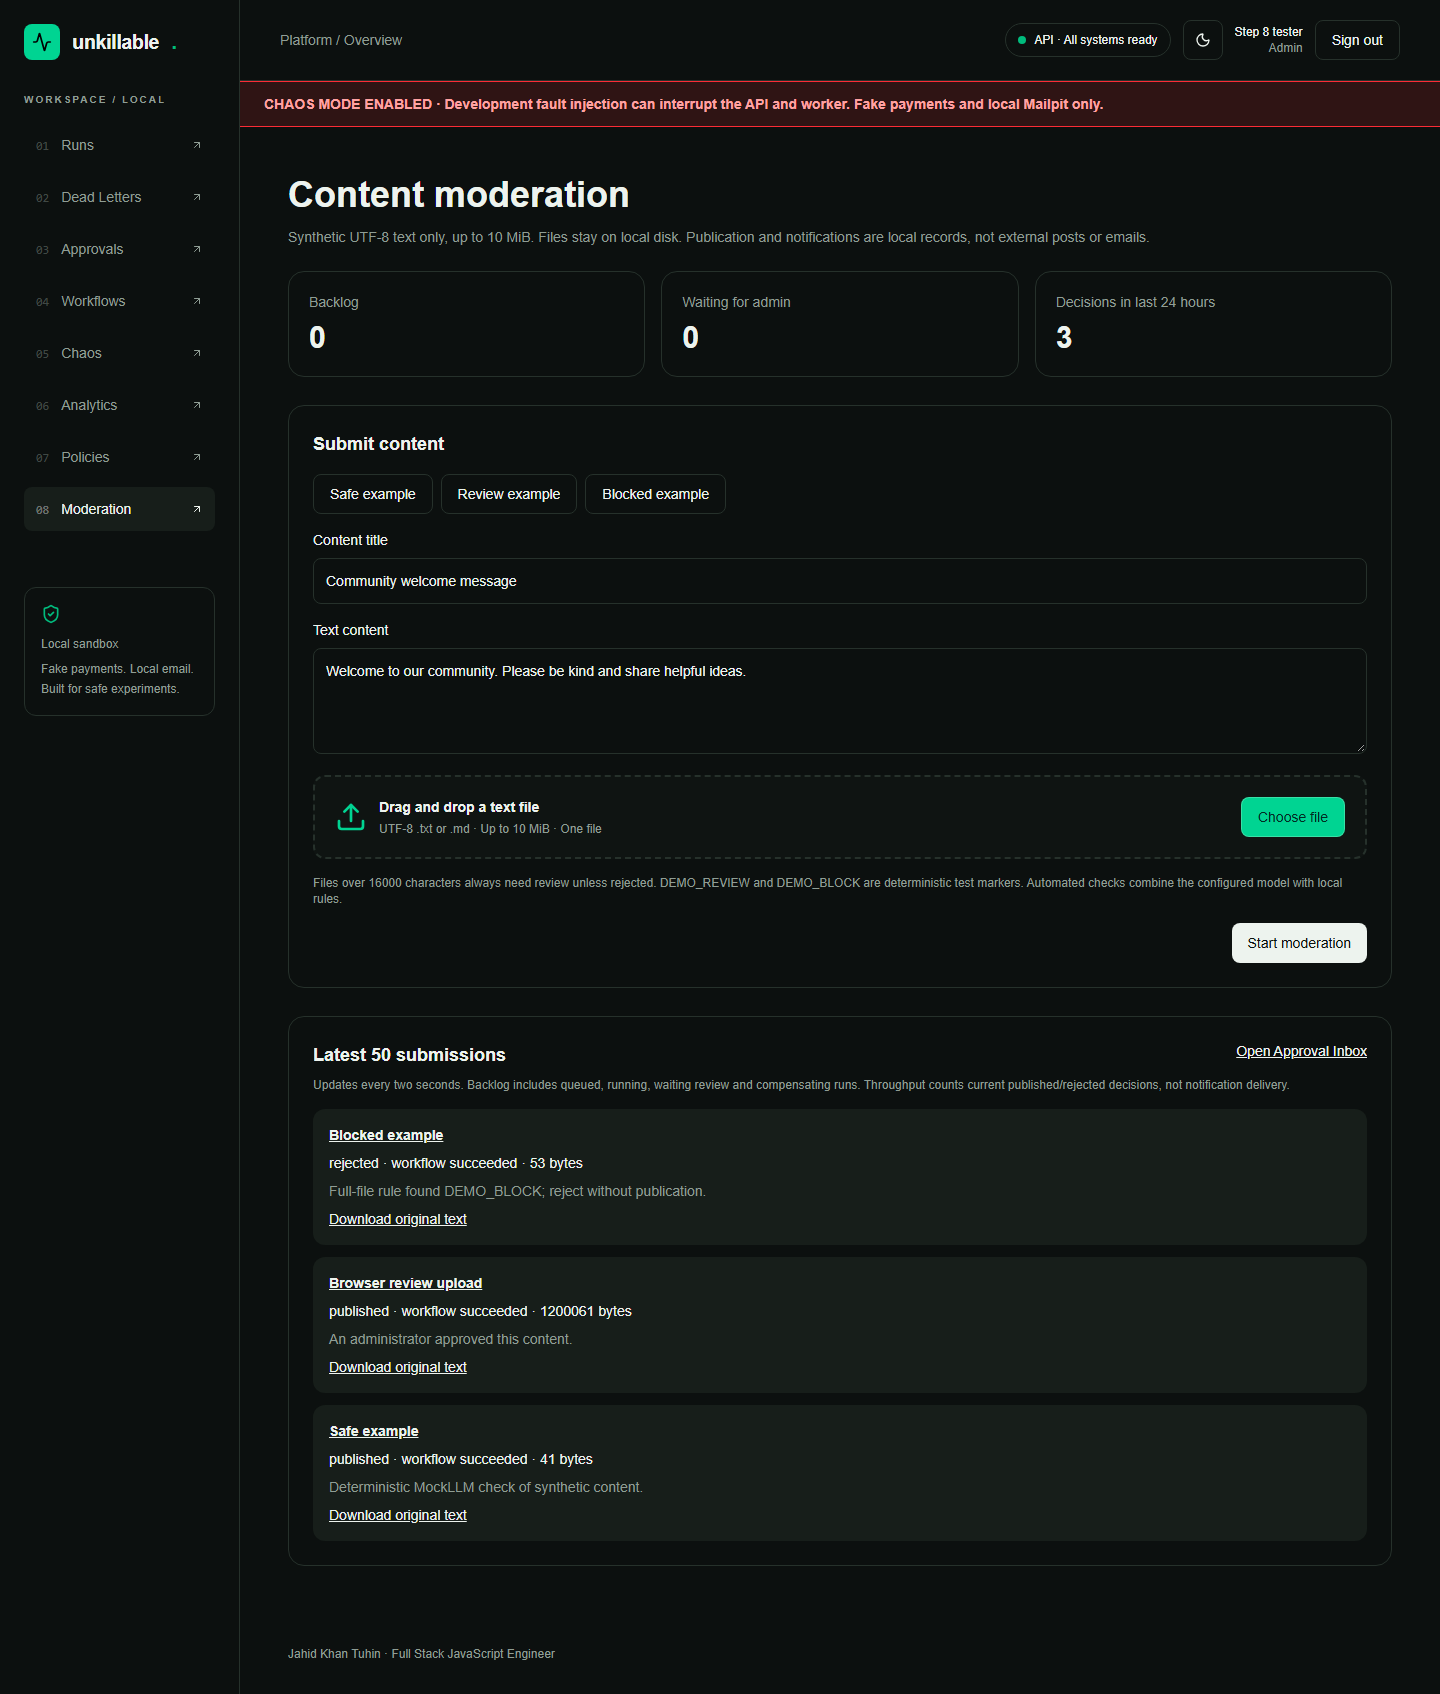 unkillable .
WORKSPACE / LOCAL
01 Runs
02 Dead Letters
03 Approvals
04 Workflows
05 Chaos
06 Analytics
07 Policies
08 Moderation
Local sandbox
Fake payments. Local email.
Built for safe experiments.
Platform / Overview
API · All systems ready
Step 8 tester
Admin
Sign out
CHAOS MODE ENABLED · Development fault injection can interrupt the API and worker. Fake payments and local Mailpit only.
Content moderation
Synthetic UTF-8 text only, up to 10 MiB. Files stay on local disk. Publication and notifications are local records, not external posts or emails.
Backlog
0
Waiting for admin
0
Decisions in last 24 hours
3
Submit content
Safe example
Review example
Blocked example
Content title
Community welcome message
Text content
Welcome to our community. Please be kind and share helpful ideas.
Drag and drop a text file
UTF-8 .txt or .md · Up to 10 MiB · One file
Choose file
Files over 16000 characters always need review unless rejected. DEMO_REVIEW and DEMO_BLOCK are deterministic test markers. Automated checks combine the configured model with local
rules.
Start moderation
Latest 50 submissions
Open Approval Inbox
Updates every two seconds. Backlog includes queued, running, waiting review and compensating runs. Throughput counts current published/rejected decisions, not notification delivery.
Blocked example
rejected · workflow succeeded · 53 bytes
Full-file rule found DEMO_BLOCK; reject without publication.
Download original text
Browser review upload
published · workflow succeeded · 1200061 bytes
An administrator approved this content.
Download original text
Safe example
published · workflow succeeded · 41 bytes
Deterministic MockLLM check of synthetic content.
Download original text
Jahid Khan Tuhin · Full Stack JavaScript Engineer